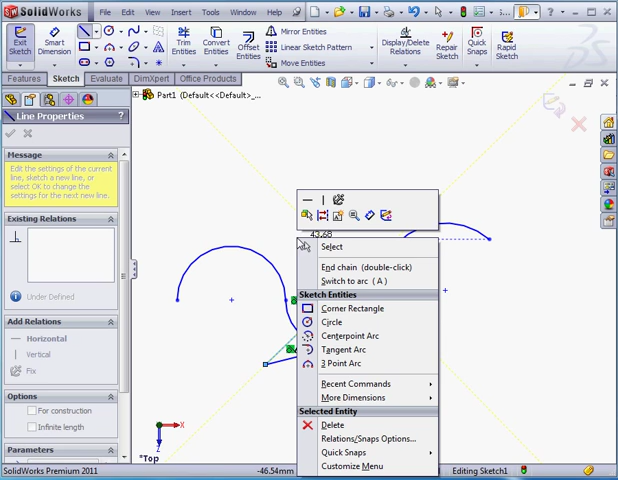 SolidWorks
File Edit View Insert Tools Window Help
Exit Sketch
Smart Dimension
Trim Entities
Convert Entities
Offset Entities
Mirror Entities
Linear Sketch Pattern
Move Entities
Display/Delete Relations
Repair Sketch
Quick Snaps
Rapid Sketch
Features Sketch Evaluate DimXpert Office Products
Part1 (Default<<Default>_...
Line Properties ?
Message
Edit the settings of the current
line, sketch a new line, or
select OK to change the
settings for the next new line.
Existing Relations
Under Defined
Add Relations
Horizontal
Vertical
Fix
Options
For construction
Infinite length
Parameters
43.68
Select
End chain (double-click)
Switch to arc (A)
Sketch Entities
Corner Rectangle
Circle
Centerpoint Arc
Tangent Arc
3 Point Arc
Recent Commands
More Dimensions
Selected Entity
Delete
Relations/Snaps Options...
Quick Snaps
Customize Menu
X
Z
*Top
SolidWorks Premium 2011
-46.54mm
Editing Sketch1